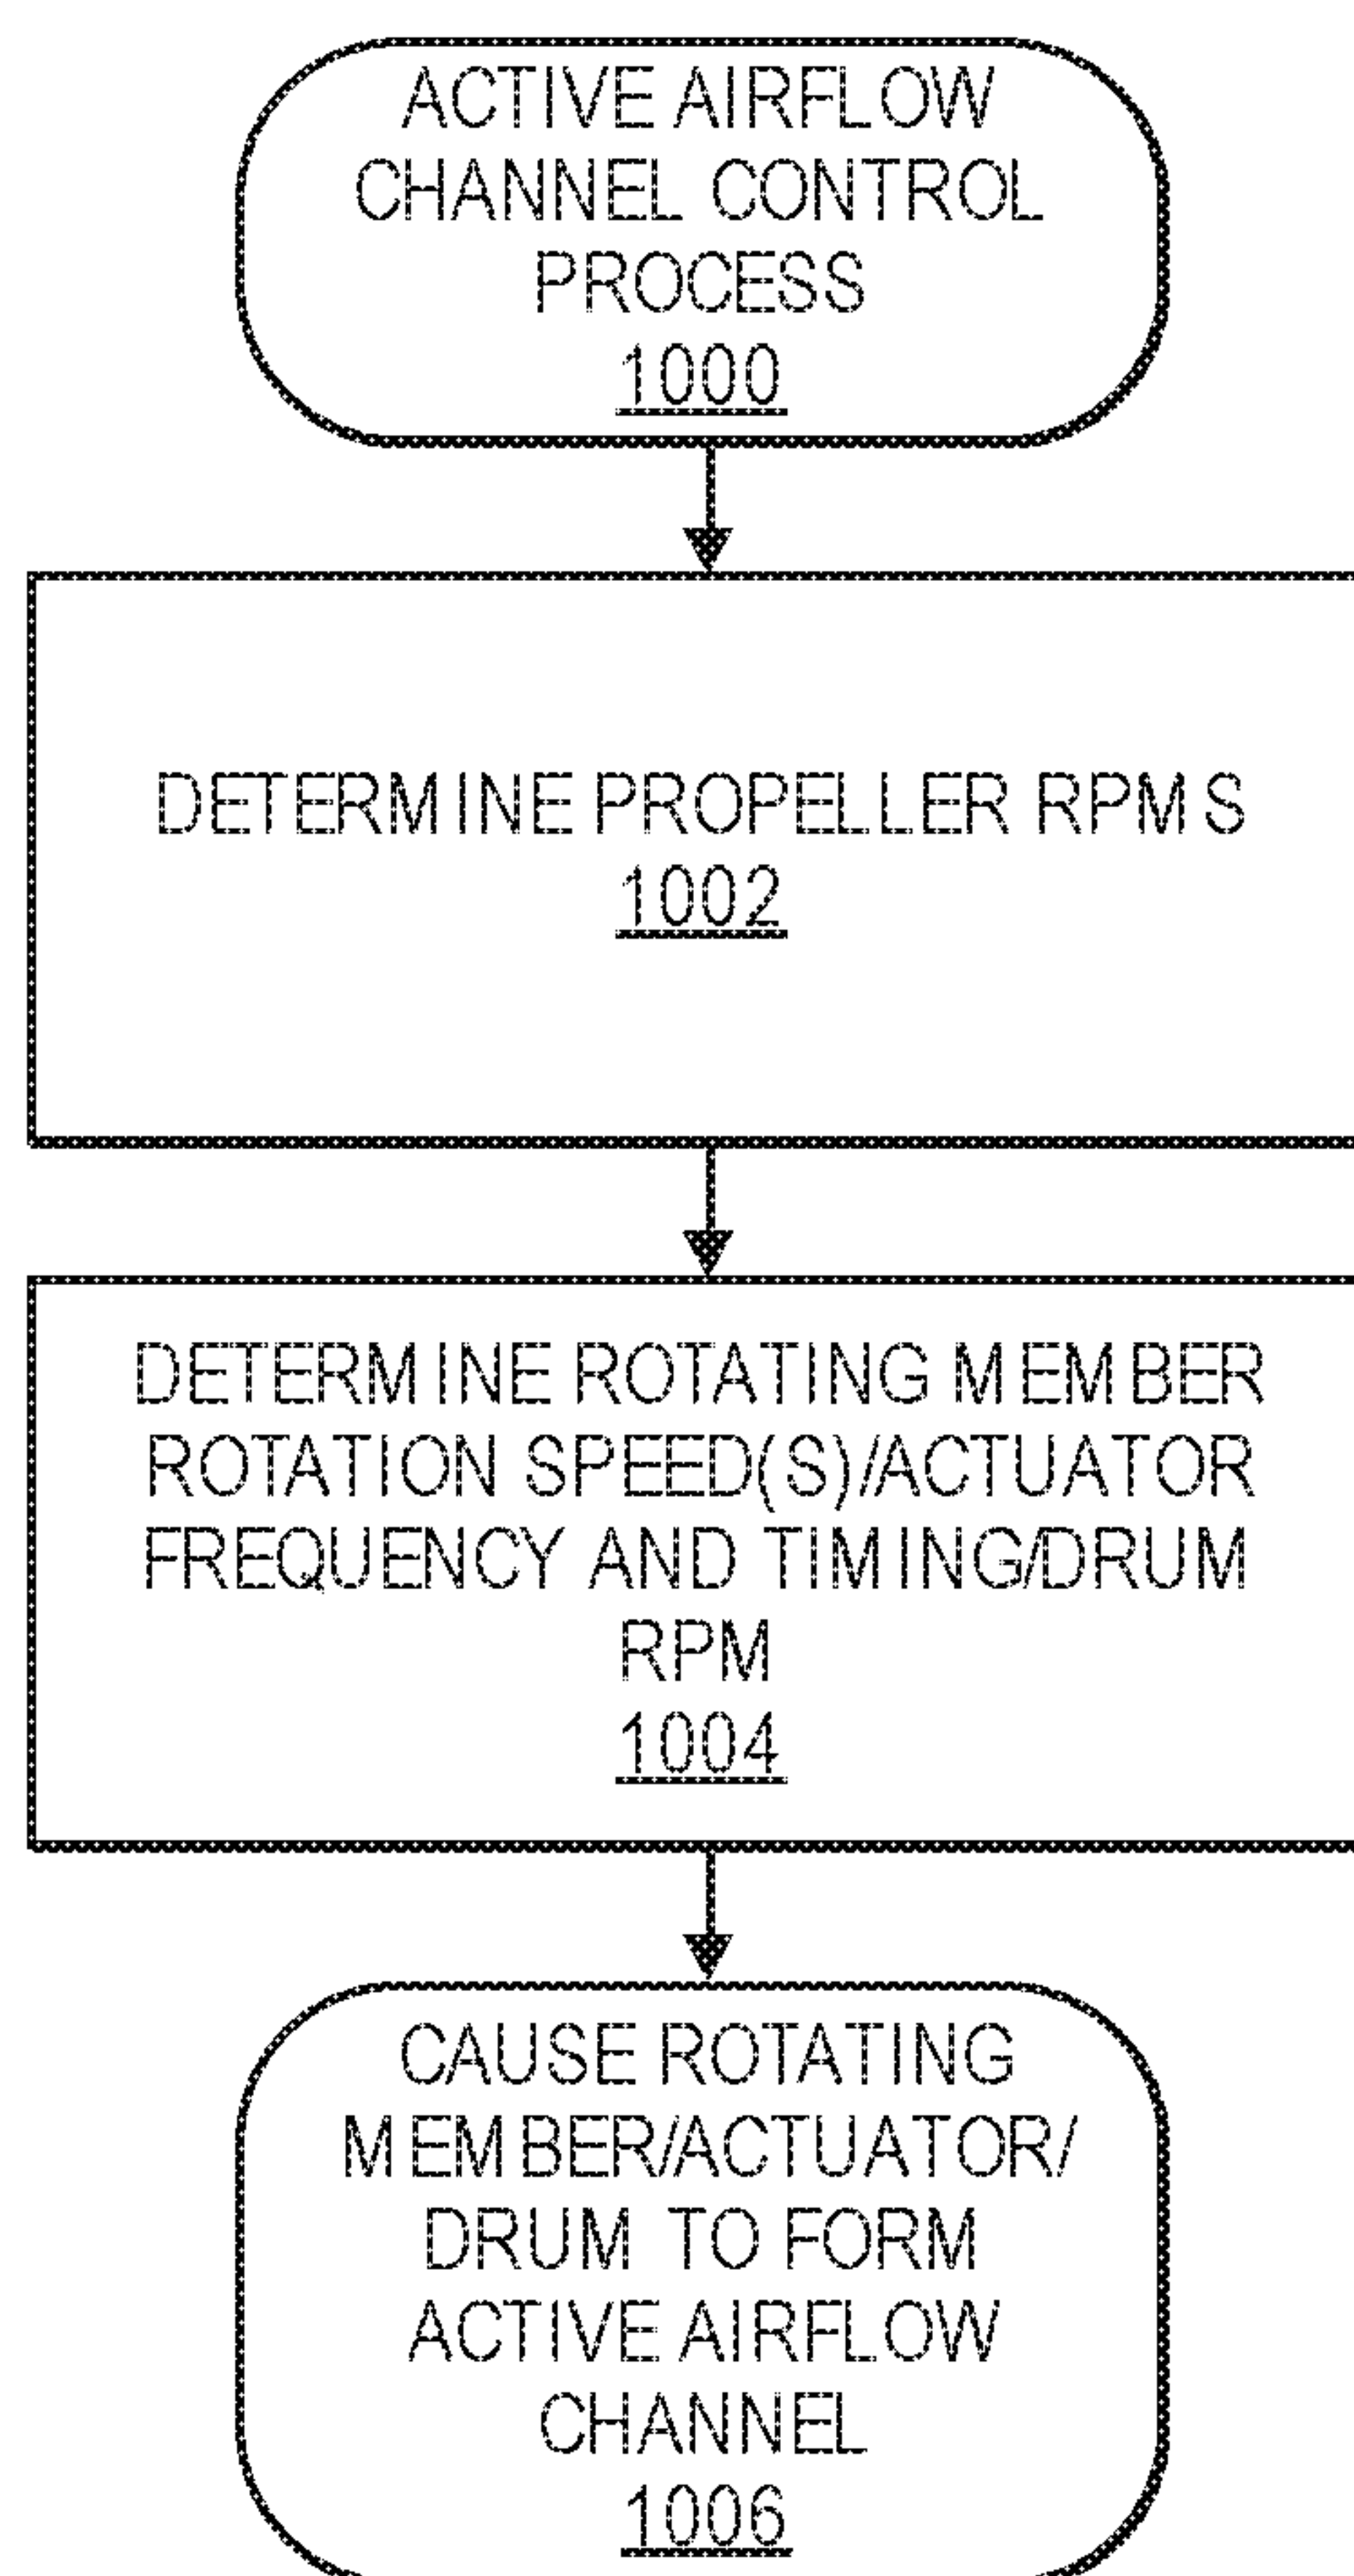 ACTIVE AIRFLOW
CHANNEL CONTROL
PROCESS
1000
DETERMINE PROPELLER RPMS
1002
DETERMINE ROTATING MEMBER
ROTATION SPEED(S)/ACTUATOR
FREQUENCY AND TIMING/DRUM
RPM
1004
CAUSE ROTATING
MEMBER/ACTUATOR/
DRUM TO FORM
ACTIVE AIRFLOW
CHANNEL
1006